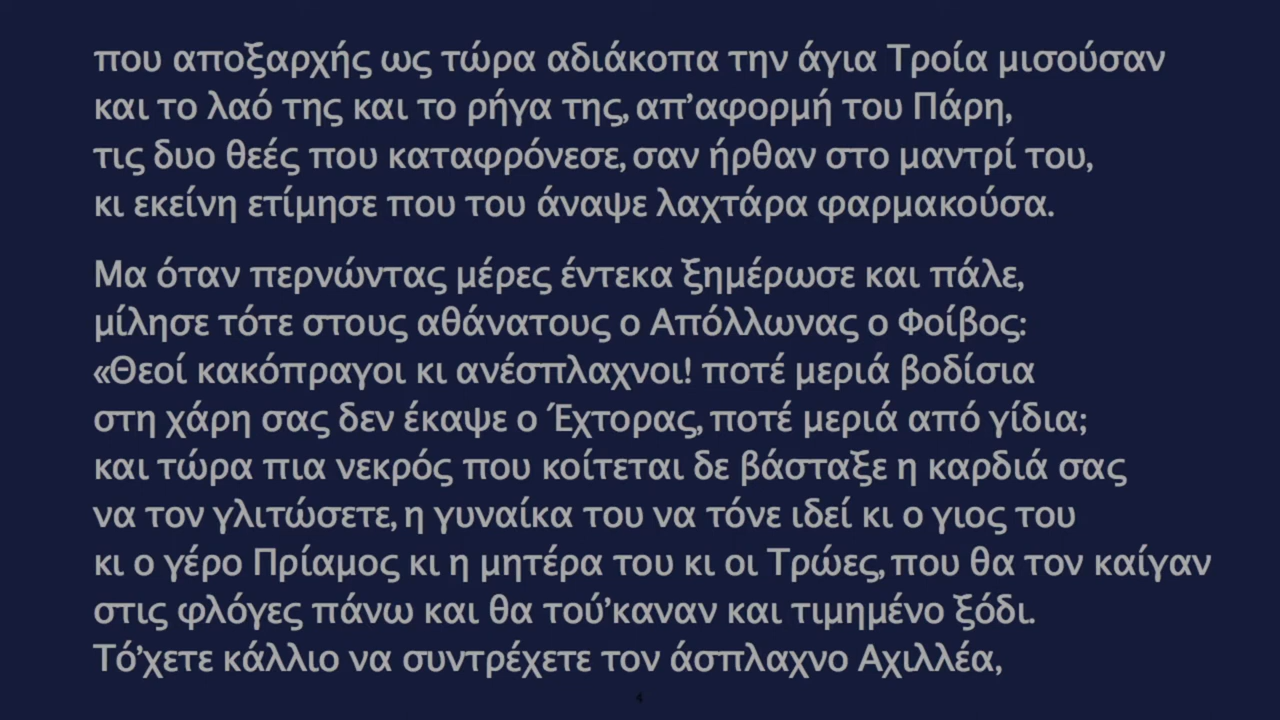 που αποξαρχής ως τώρα αδιάκοπα την άγια Τροία μισούσαν
και το λαό της και το ρήγα της, απ’αφορμή του Πάρη,
τις δυο θεές που καταφρόνεσε, σαν ήρθαν στο μαντρί του,
κι εκείνη ετίμησε που του άναψε λαχτάρα φαρμακούσα.
Μα όταν περνώντας μέρες έντεκα ξημέρωσε και πάλε,
μίλησε τότε στους αθάνατους ο Απόλλωνας ο Φοίβος:
«Θεοί κακόπραγοι κι ανέσπλαχνοι! ποτέ μεριά βοδίσια
στη χάρη σας δεν έκαψε ο Έχτορας, ποτέ μεριά από γίδια;
και τώρα πια νεκρός που κοίτεται δε βάσταξε η καρδιά σας
να τον γλιτώσετε, η γυναίκα του να τόνε ιδεί κι ο γιος του
κι ο γέρο Πρίαμος κι η μητέρα του κι οι Τρώες, που θα τον καίγαν
στις φλόγες πάνω και θα τού’καναν και τιμημένο ξόδι.
Τό’χετε κάλλιο να συντρέχετε τον άσπλαχνο Αχιλλέα,
4